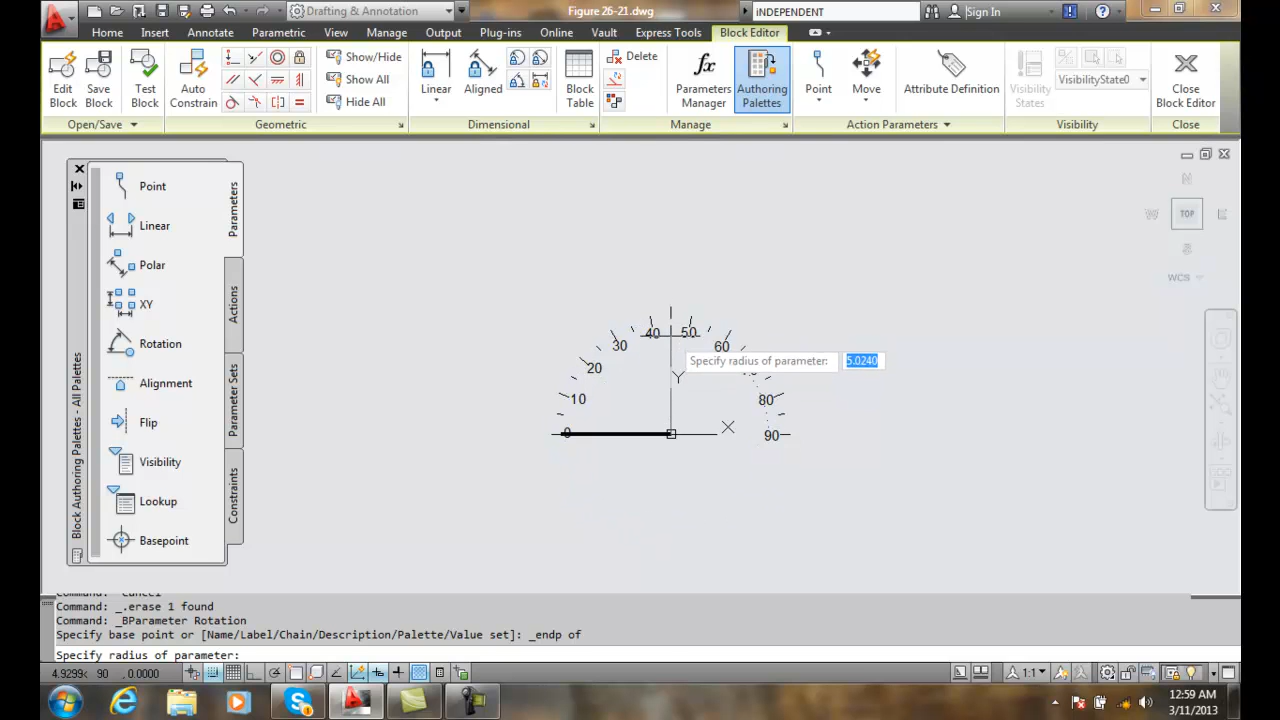 Drafting & Annotation
Figure 26-21.dwg
INDEPENDENT
Sign In
Home Insert Annotate Parametric View Manage Output Plug-ins Online Vault Express Tools Block Editor
Edit Block
Save Block
Test Block
Open/Save
Auto Constrain
Show/Hide
Show All
Hide All
Geometric
Linear
Aligned
Dimensional
Block Table
Delete
Parameters Manager
Authoring Palettes
Manage
Point
Move
Attribute Definition
Action Parameters
Visibility States
VisibilityState0
Visibility
Close Block Editor
Close
Point
Linear
Polar
XY
Rotation
Alignment
Flip
Visibility
Lookup
Basepoint
Parameters
Actions
Parameter Sets
Constraints
Block Authoring Palettes - All Palettes
0
10
20
30
40
50
60
80
90
Y
X
Specify radius of parameter: 5.0240
N
W TOP E
S
WCS
Command: _.erase 1 found
Command: _BParameter Rotation
Specify base point or [Name/Label/Chain/Description/Palette/Value set]: _endp of
Specify radius of parameter:
4.9299< 90 , 0.0000
1:1
12:59 AM
3/11/2013